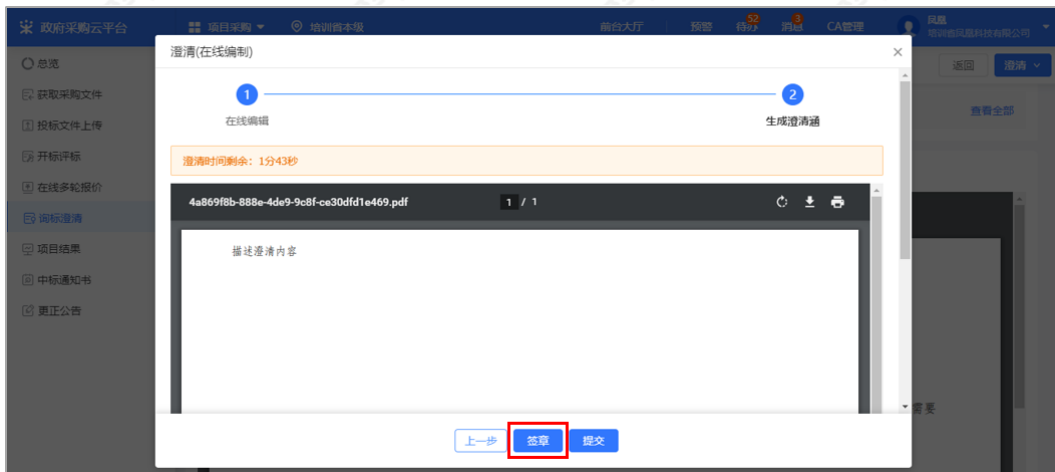 政府采购云平台 项目采购 培训省本级 前台大厅 预警 待办 52 消息 3 CA管理 凤凰
培训省凤凰科技有限公司
澄清(在线编制)
总览
返回 澄清
获取采购文件
1 2
查看全部
投标文件上传
在线编辑 生成澄清涵
开标评标
澄清时间剩余：1分43秒
在线多轮报价
4a869f8b-888e-4de9-9c8f-ce30dfd1e469.pdf 1 / 1
询标澄清
项目结果
描述澄清内容
中标通知书
更正公告
需要
上一步 签章 提交